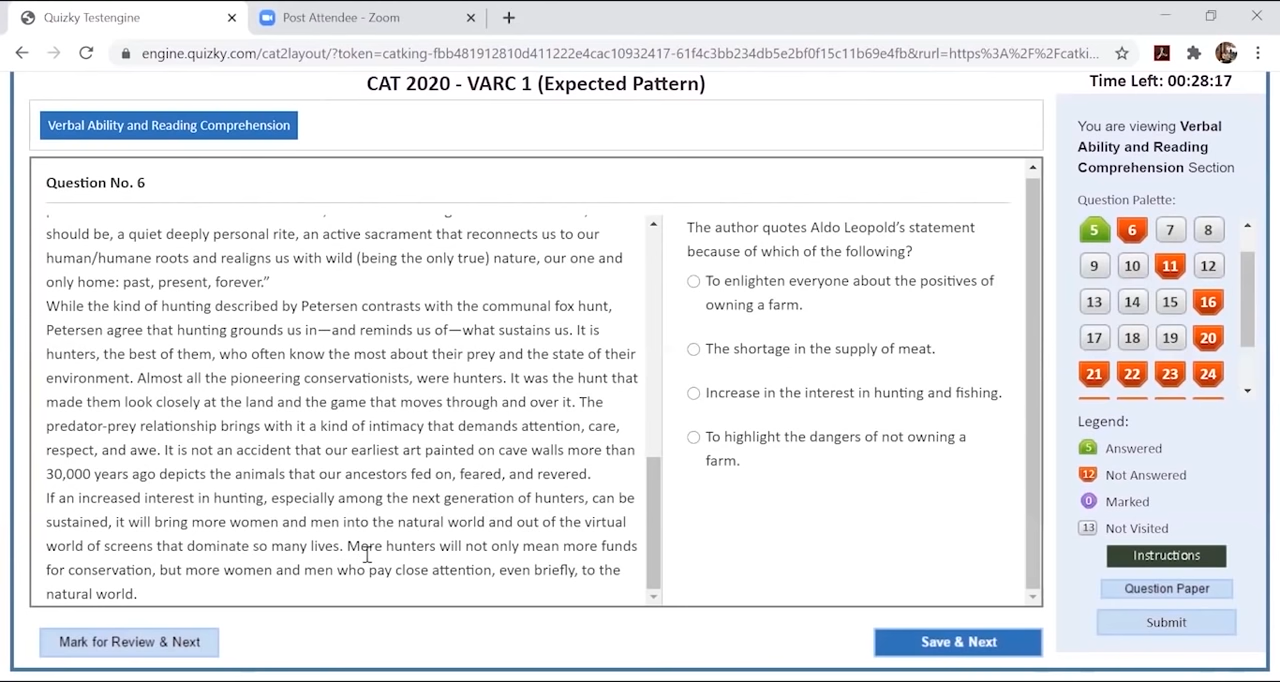 Quizky Testengine
Post Attendee - Zoom
engine.quizky.com/cat2layout/?token=catking-fbb481912810d411222e4cac10932417-61f4c3bb234db5e2bf0f15c11b69e4fb&rurl=https%3A%2F%2Fcatki...
CAT 2020 - VARC 1 (Expected Pattern)
Time Left: 00:28:17
Verbal Ability and Reading Comprehension
Question No. 6
should be, a quiet deeply personal rite, an active sacrament that reconnects us to our
human/humane roots and realigns us with wild (being the only true) nature, our one and
only home: past, present, forever.”
While the kind of hunting described by Petersen contrasts with the communal fox hunt,
Petersen agree that hunting grounds us in—and reminds us of—what sustains us. It is
hunters, the best of them, who often know the most about their prey and the state of their
environment. Almost all the pioneering conservationists, were hunters. It was the hunt that
made them look closely at the land and the game that moves through and over it. The
predator-prey relationship brings with it a kind of intimacy that demands attention, care,
respect, and awe. It is not an accident that our earliest art painted on cave walls more than
30,000 years ago depicts the animals that our ancestors fed on, feared, and revered.
If an increased interest in hunting, especially among the next generation of hunters, can be
sustained, it will bring more women and men into the natural world and out of the virtual
world of screens that dominate so many lives. More hunters will not only mean more funds
for conservation, but more women and men who pay close attention, even briefly, to the
natural world.
The author quotes Aldo Leopold’s statement
because of which of the following?
To enlighten everyone about the positives of
owning a farm.
The shortage in the supply of meat.
Increase in the interest in hunting and fishing.
To highlight the dangers of not owning a
farm.
Mark for Review & Next
Save & Next
You are viewing Verbal
Ability and Reading
Comprehension Section
Question Palette:
5 6 7 8
9 10 11 12
13 14 15 16
17 18 19 20
21 22 23 24
Legend:
5 Answered
12 Not Answered
0 Marked
13 Not Visited
Instructions
Question Paper
Submit